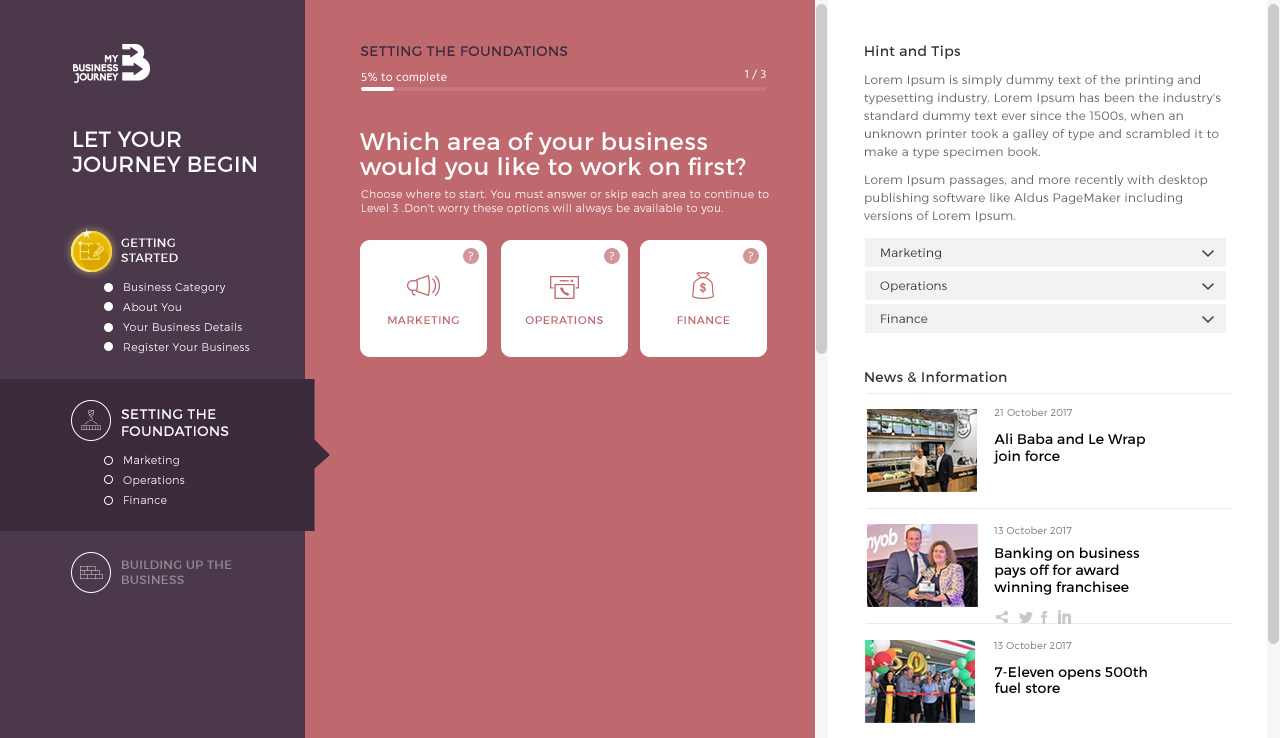 MY
BUSINESS
JOURNEY
LET YOUR
JOURNEY BEGIN
GETTING
STARTED
Business Category
About You
Your Business Details
Register Your Business
SETTING THE
FOUNDATIONS
Marketing
Operations
Finance
BUILDING UP THE
BUSINESS
SETTING THE FOUNDATIONS
5% to complete
1 / 3
Which area of your business
would you like to work on first?
Choose where to start. You must answer or skip each area to continue to
Level 3 .Don't worry these options will always be available to you.
?
MARKETING
?
OPERATIONS
?
$
FINANCE
Hint and Tips
Lorem Ipsum is simply dummy text of the printing and
typesetting industry. Lorem Ipsum has been the industry's
standard dummy text ever since the 1500s, when an
unknown printer took a galley of type and scrambled it to
make a type specimen book.
Lorem Ipsum passages, and more recently with desktop
publishing software like Aldus PageMaker including
versions of Lorem Ipsum.
Marketing
Operations
Finance
News & Information
21 October 2017
Ali Baba and Le Wrap
join force
myob
13 October 2017
Banking on business
pays off for award
winning franchisee
13 October 2017
7-Eleven opens 500th
fuel store